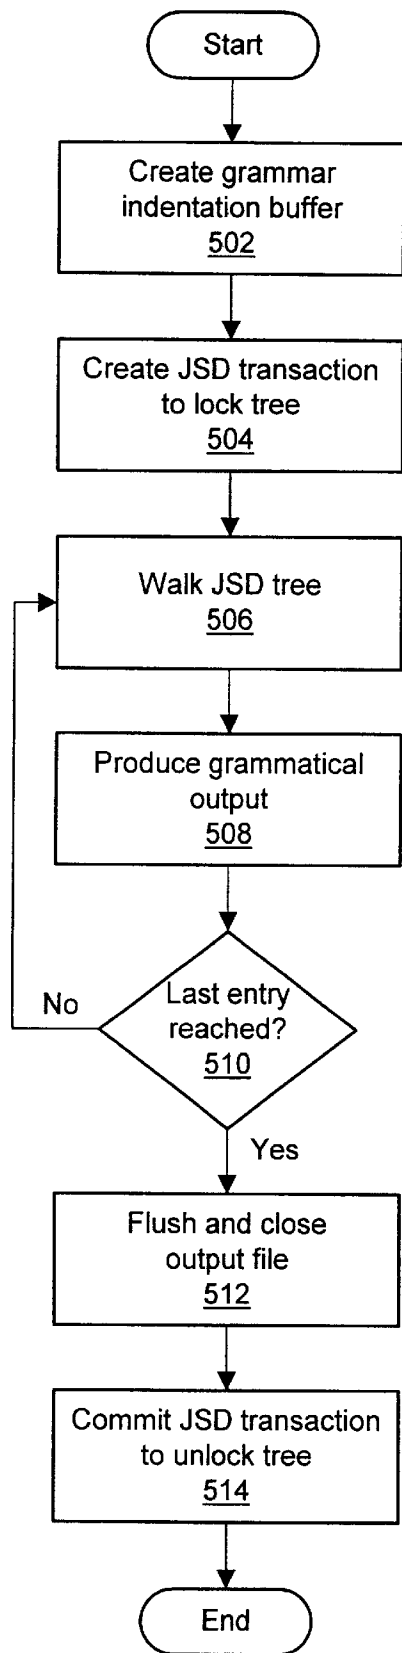 Start
Create grammar
indentation buffer
502
Create JSD transaction
to lock tree
504
Walk JSD tree
506
Produce grammatical
output
508
Last entry
reached?
510
No
Yes
Flush and close
output file
512
Commit JSD transaction
to unlock tree
514
End